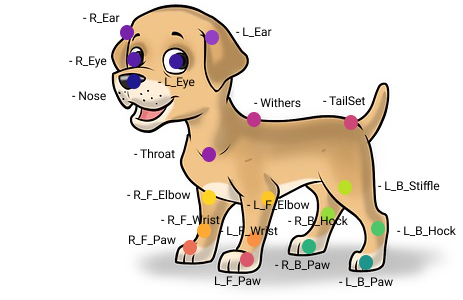 - R_Ear
- L_Ear
- R_Eye
- L_Eye
- Nose
- Withers
- TailSet
- Throat
- L_B_Stiffle
- R_F_Elbow
- L_F_Elbow
- R_F_Wrist
- R_B_Hock
- L_F_Wrist
- L_B_Hock
R_F_Paw
- R_B_Paw
L_F_Paw
- L_B_Paw